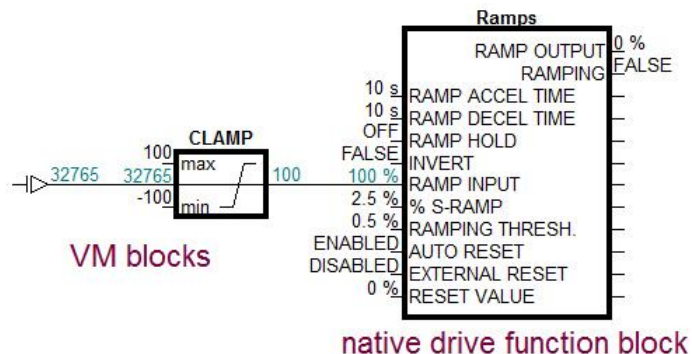 Ramps
RAMP OUTPUT 0 %
RAMPING FALSE
10 s RAMP ACCEL TIME
10 s RAMP DECEL TIME
OFF RAMP HOLD
FALSE INVERT
CLAMP
100 max
32765 32765 100 100 % RAMP INPUT
-100 min
2.5 % % S-RAMP
0.5 % RAMPING THRESH.
ENABLED AUTO RESET
DISABLED EXTERNAL RESET
0 % RESET VALUE
VM blocks
native drive function block